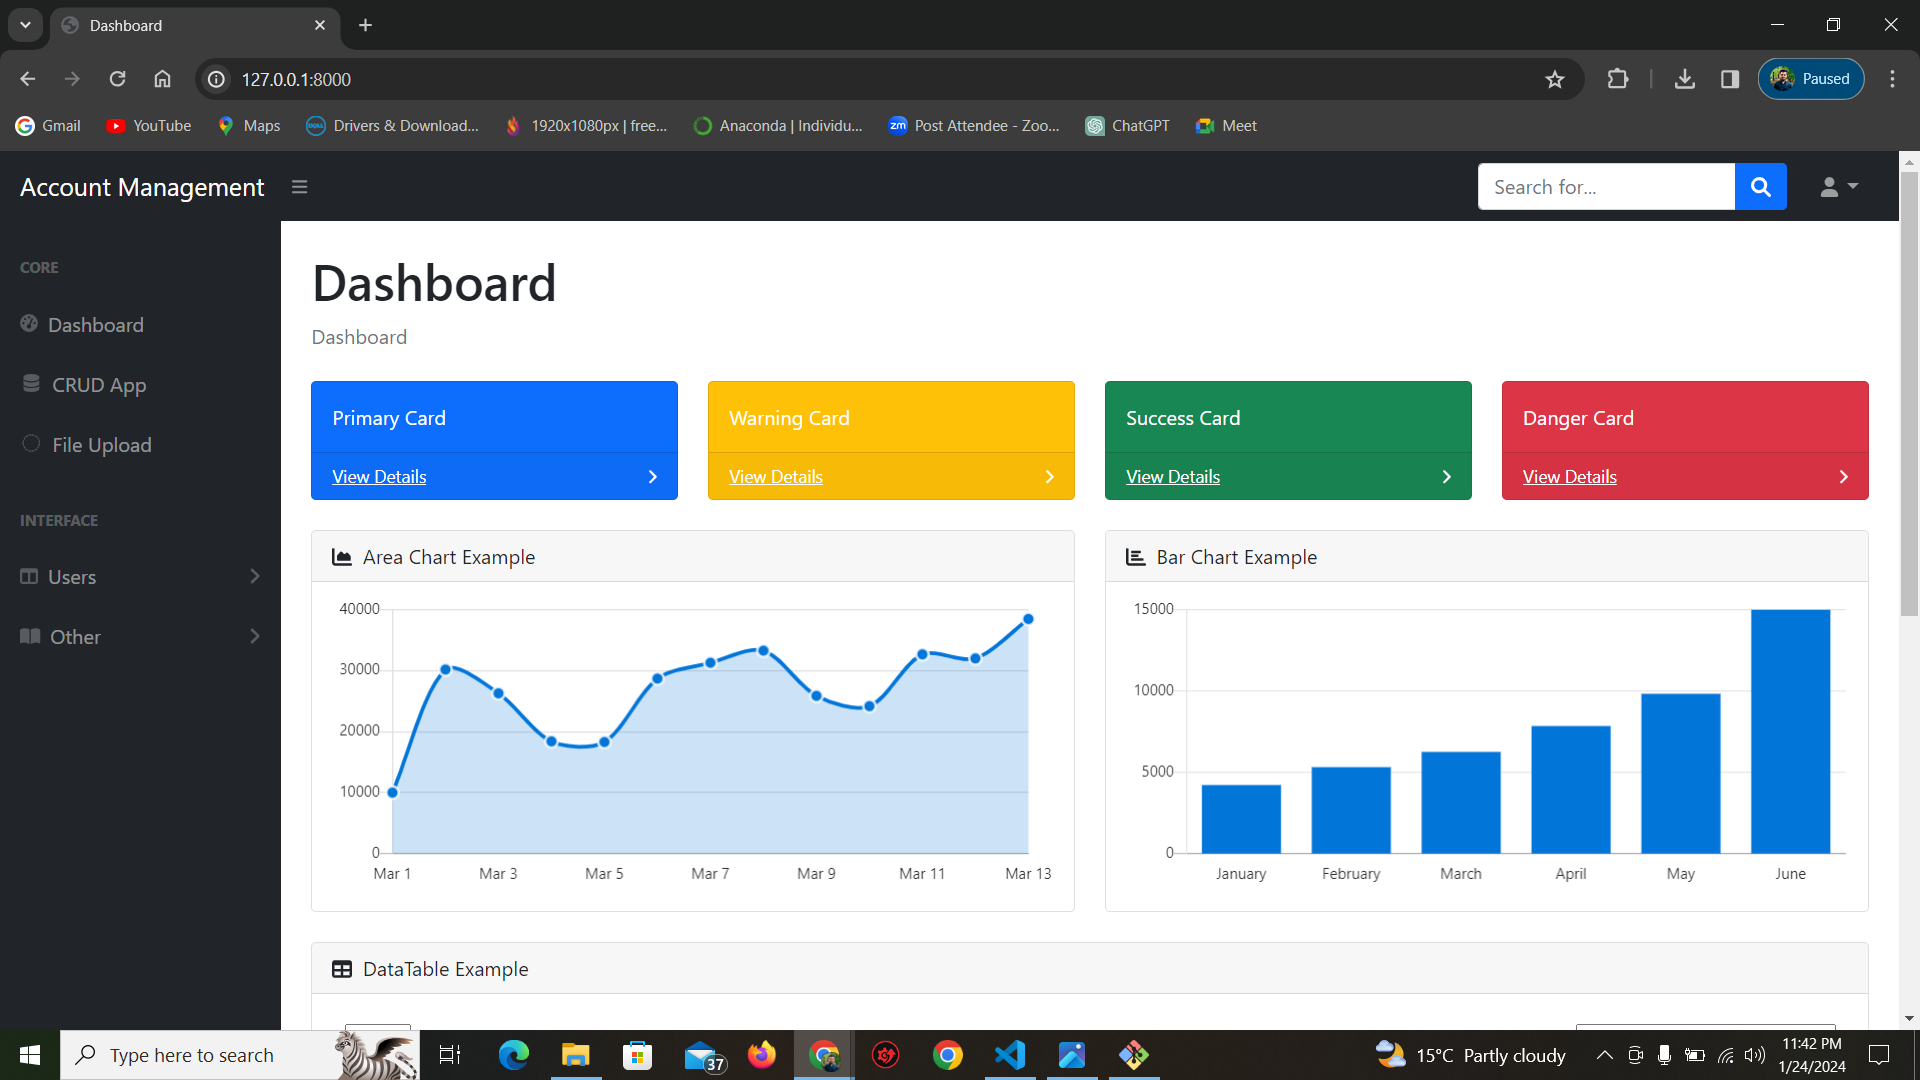 Dashboard
127.0.0.1:8000
Paused
Gmail
YouTube
Maps
DELL
Drivers & Download...
1920x1080px | free...
Anaconda | Individu...
zm
Post Attendee - Zoo...
ChatGPT
Meet
Account Management
Search for...
CORE
Dashboard
CRUD App
File Upload
INTERFACE
Users
Other
Dashboard
Dashboard
Primary Card
View Details
Warning Card
View Details
Success Card
View Details
Danger Card
View Details
Area Chart Example
40000
30000
20000
10000
0
Mar 1 Mar 3 Mar 5 Mar 7 Mar 9 Mar 11 Mar 13
Bar Chart Example
15000
10000
5000
0
January February March April May June
DataTable Example
Type here to search
37
15°C Partly cloudy
11:42 PM
1/24/2024